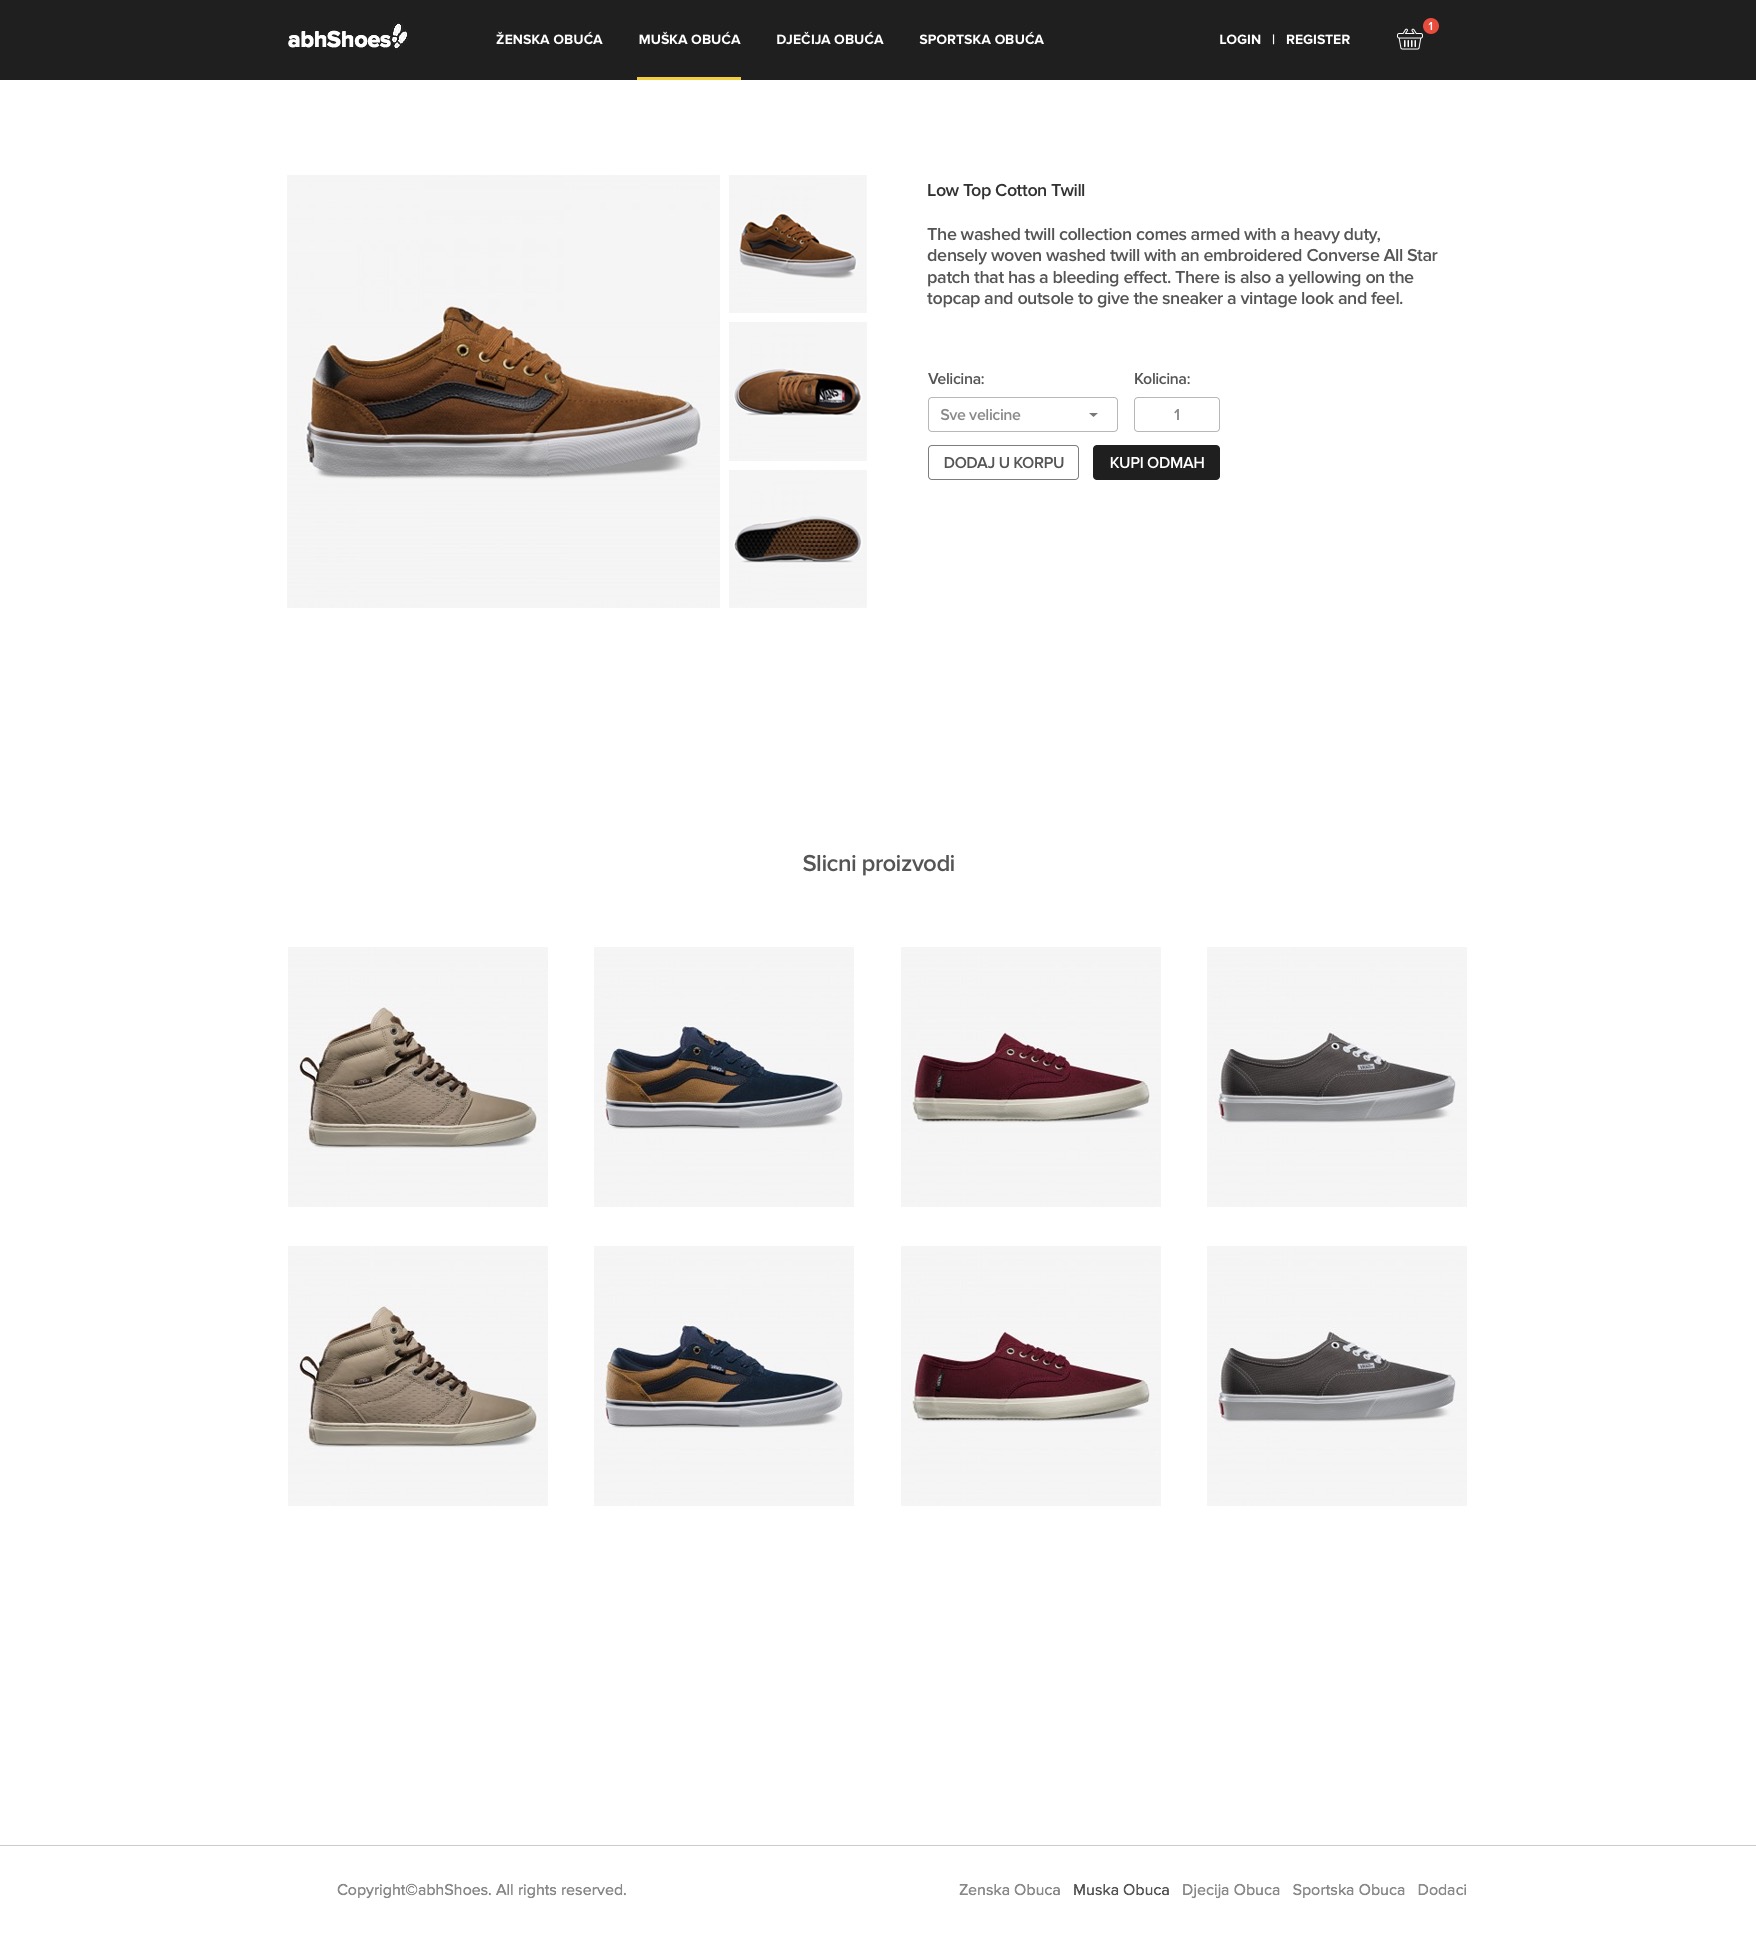 abhShoes
ŽENSKA OBUĆA MUŠKA OBUĆA DJEČIJA OBUĆA SPORTSKA OBUĆA LOGIN | REGISTER 1
Low Top Cotton Twill
The washed twill collection comes armed with a heavy duty,
densely woven washed twill with an embroidered Converse All Star
patch that has a bleeding effect. There is also a yellowing on the
topcap and outsole to give the sneaker a vintage look and feel.
Velicina: Kolicina:
Sve velicine 1
DODAJ U KORPU KUPI ODMAH
Slicni proizvodi
Copyright©abhShoes. All rights reserved. Zenska Obuca Muska Obuca Djecija Obuca Sportska Obuca Dodaci